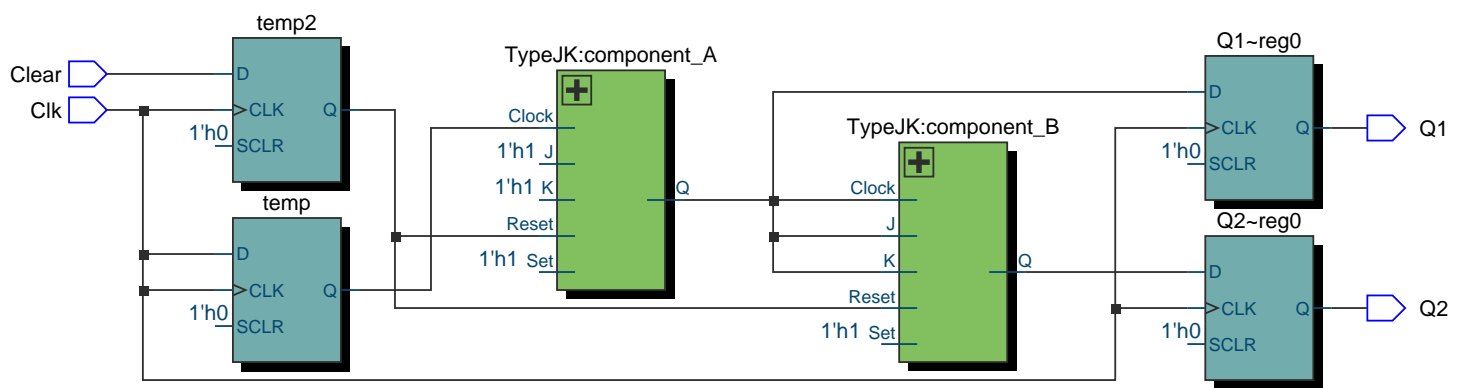 temp2
Clear
D
Clk
CLK
Q
1'h0
SCLR
temp
D
CLK
Q
1'h0
SCLR
TypeJK:component_A
Clock
1'h1 J
1'h1 K
Q
Reset
1'h1 Set
TypeJK:component_B
Clock
J
K
Q
Reset
1'h1 Set
Q1~reg0
D
CLK
Q
Q1
1'h0
SCLR
Q2~reg0
D
CLK
Q
Q2
1'h0
SCLR